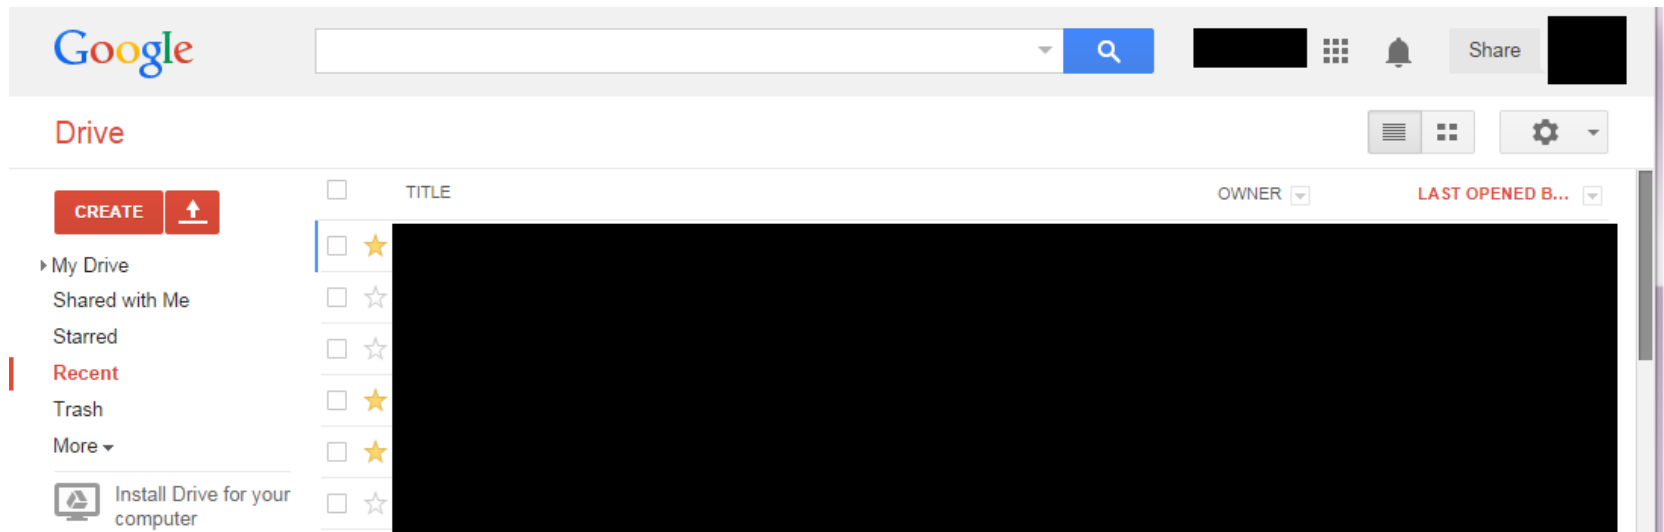 Google
Share
Drive
TITLE OWNER LAST OPENED B...
CREATE
My Drive
Shared with Me
Starred
Recent
Trash
More
Install Drive for your
computer